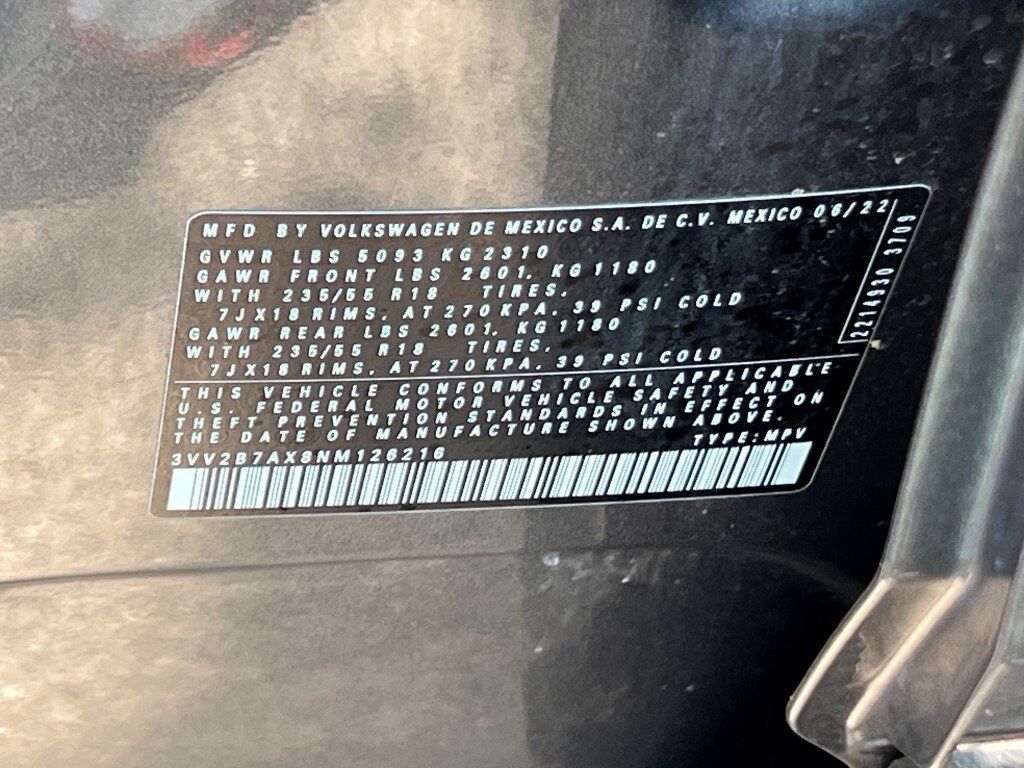 MFD BY VOLKSWAGEN DE MEXICO S.A. DE C.V. MEXICO 06/22
GVWR LBS 5093 KG 2310
GAWR FRONT LBS 2601, KG 1180
WITH 235/55 R18 TIRES,
7JX18 RIMS, AT 270 KPA, 39 PSI COLD
GAWR REAR LBS 2601, KG 1180
WITH 235/55 R18 TIRES,
7JX18 RIMS, AT 270 KPA, 39 PSI COLD
2214930 3709
THIS VEHICLE CONFORMS TO ALL APPLICABLE
U.S. FEDERAL MOTOR VEHICLE SAFETY AND
THEFT PREVENTION STANDARDS IN EFFECT ON
THE DATE OF MANUFACTURE SHOWN ABOVE.
3VV2B7AX8NM126216 TYPE: MPV